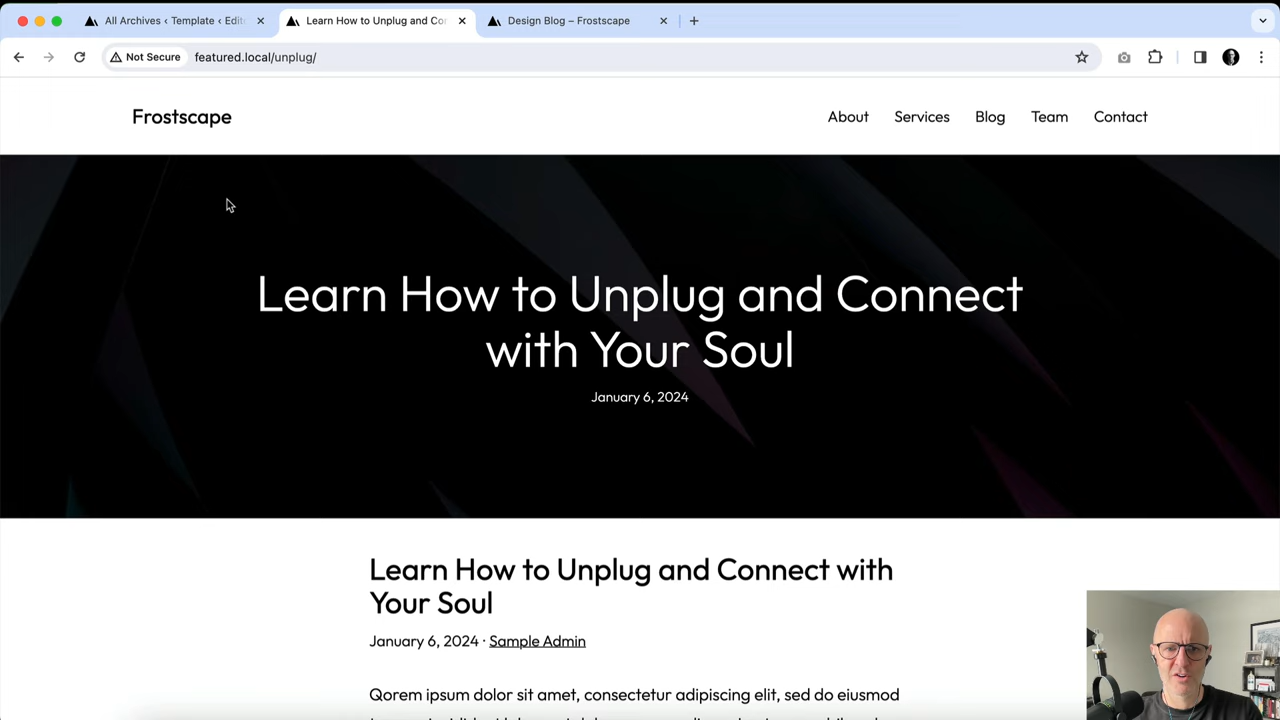 All Archives ‹ Template ‹ Edit
Learn How to Unplug and Co
Design Blog – Frostscape
Not Secure
featured.local/unplug/
Frostscape
About
Services
Blog
Team
Contact
Learn How to Unplug and Connect
with Your Soul
January 6, 2024
Learn How to Unplug and Connect with
Your Soul
January 6, 2024 · Sample Admin
Qorem ipsum dolor sit amet, consectetur adipiscing elit, sed do eiusmod